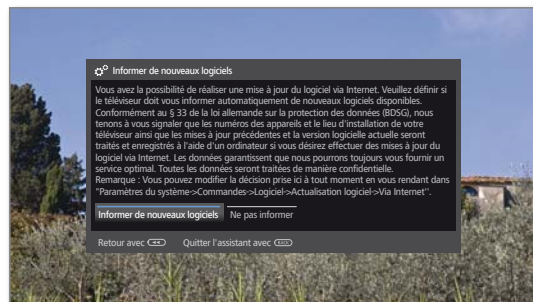 Informer de nouveaux logiciels
Vous avez la possibilité de réaliser une mise à jour du logiciel via Internet. Veuillez définir si
le téléviseur doit vous informer automatiquement de nouveaux logiciels disponibles.
Conformément au § 33 de la loi allemande sur la protection des données (BDSG), nous
tenons à vous signaler que les numéros des appareils et le lieu d'installation de votre
téléviseur ainsi que les mises à jour précédentes et la version logicielle actuelle seront
traités et enregistrés à l'aide d'un ordinateur si vous désirez effectuer des mises à jour du
logiciel via Internet. Les données garantissent que nous pourrons toujours vous fournir un
service optimal. Toutes les données seront traitées de manière confidentielle.
Remarque : Vous pouvez modifier la décision prise ici à tout moment en vous rendant dans
"Paramètres du système->Commandes->Logiciel->Actualisation logiciel->Via Internet".
Informer de nouveaux logiciels Ne pas informer
Retour avec Quitter l'assistant avec